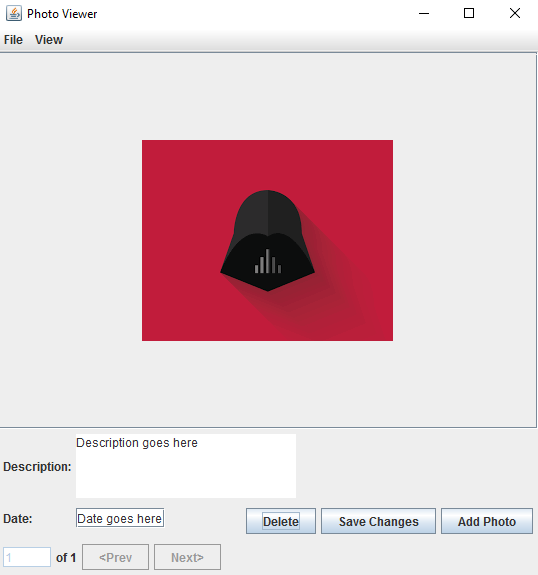 Photo Viewer
File View
Description: Description goes here
Date: Date goes here
Delete Save Changes Add Photo
1 of 1 <Prev Next>